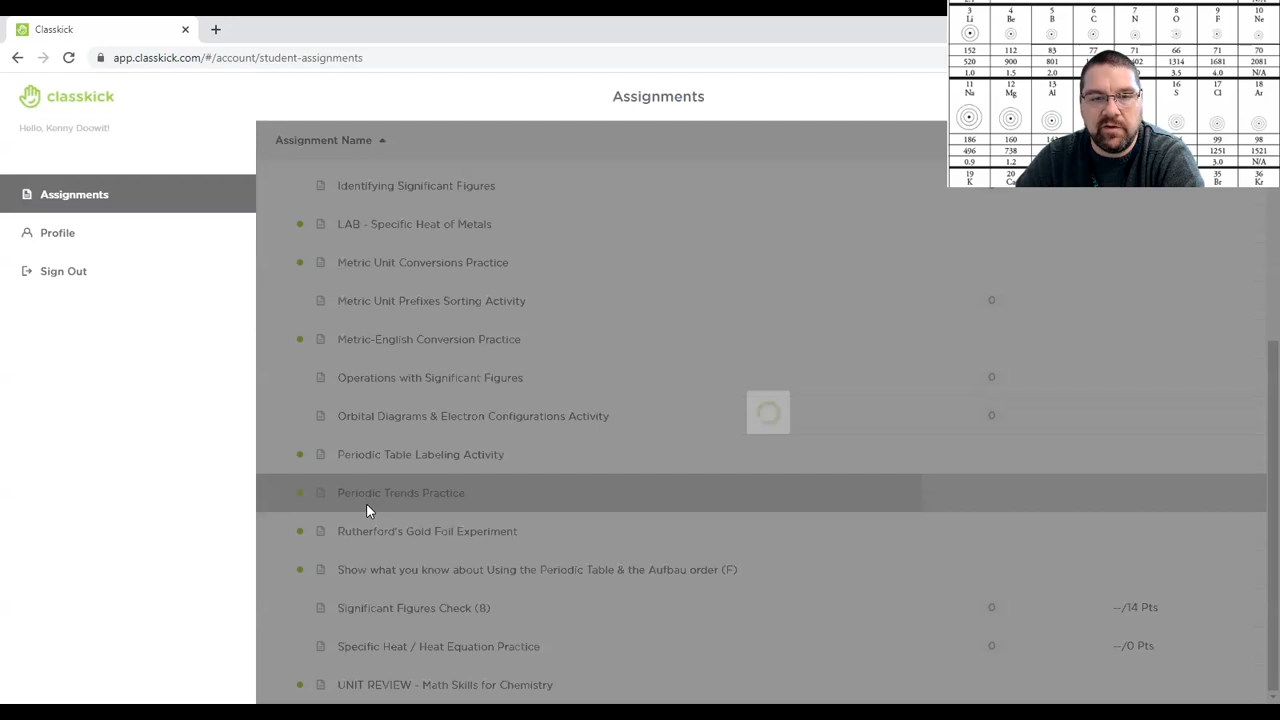 Classkick
app.classkick.com/#/account/student-assignments
classkick
Assignments
Hello, Kenny Doowit!
Assignments
Profile
Sign Out
Assignment Name
Identifying Significant Figures
LAB - Specific Heat of Metals
Metric Unit Conversions Practice
Metric Unit Prefixes Sorting Activity 0
Metric-English Conversion Practice
Operations with Significant Figures 0
Orbital Diagrams & Electron Configurations Activity 0
Periodic Table Labeling Activity
Periodic Trends Practice
Rutherford's Gold Foil Experiment
Show what you know about Using the Periodic Table & the Aufbau order (F)
Significant Figures Check (8) 0 --/14 Pts
Specific Heat / Heat Equation Practice 0 --/0 Pts
UNIT REVIEW - Math Skills for Chemistry
3 4 5 6 7 8 9 10
Li Be B C N O F Ne
152 112 83 77 71 66 71 70
520 900 801 1314 1681 2081
1.0 1.5 2.0 3.5 4.0 N/A
11 12 13 16 17 18
Na Mg Al S Cl Ar
186 160 99 98
496 738 1251 1521
0.9 1.2 3.0 N/A
19 20 35 36
K Ca Br Kr